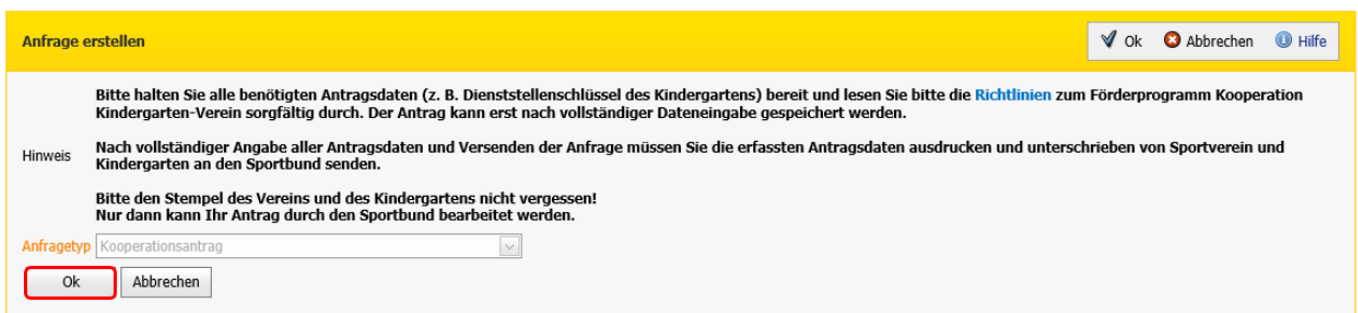 Anfrage erstellen
Ok Abbrechen Hilfe
Bitte halten Sie alle benötigten Antragsdaten (z. B. Dienststellenschlüssel des Kindergartens) bereit und lesen Sie bitte die Richtlinien zum Förderprogramm Kooperation
Kindergarten-Verein sorgfältig durch. Der Antrag kann erst nach vollständiger Dateneingabe gespeichert werden.
Hinweis
Nach vollständiger Angabe aller Antragsdaten und Versenden der Anfrage müssen Sie die erfassten Antragsdaten ausdrucken und unterschrieben von Sportverein und
Kindergarten an den Sportbund senden.
Bitte den Stempel des Vereins und des Kindergartens nicht vergessen!
Nur dann kann Ihr Antrag durch den Sportbund bearbeitet werden.
Anfragetyp Kooperationsantrag
Ok Abbrechen